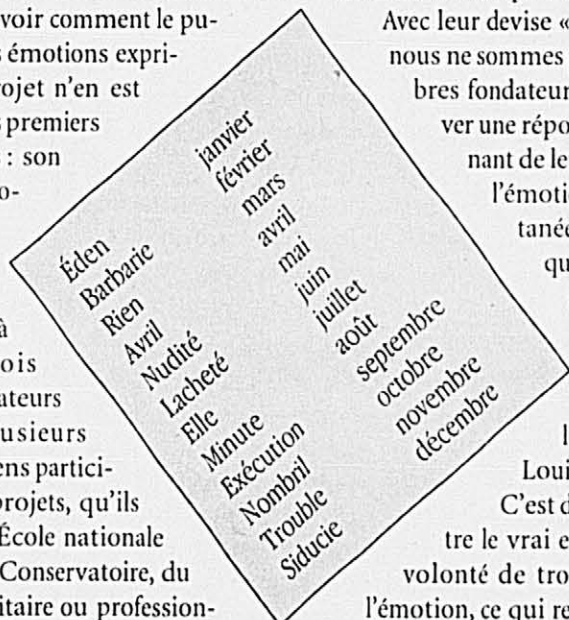 voir comment le pu-
s émotions expri-
rojet n'en est
s premiers
: son
o-
à
ois
ateurs
usieurs
ens partici-
projets, qu'ils
École nationale
Conservatoire, du
itaire ou profession-
Éden janvier
Barbarie février
Rien mars
Avril avril
Nudité mai
Lacheté juin
Elle juillet
Minute août
Exécution septembre
Nombril octobre
Trouble novembre
Siducie décembre
Avec leur devise «
nous ne sommes
bres fondateur
ver une répo
nant de le
l'émoti
tanée
qu
l
Loui
C'est d
tre le vrai e
volonté de tro
l'émotion, ce qui re